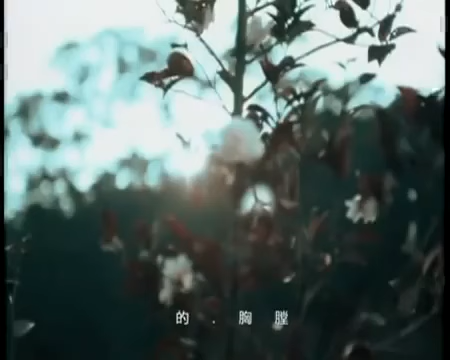 的 . 胸 膛